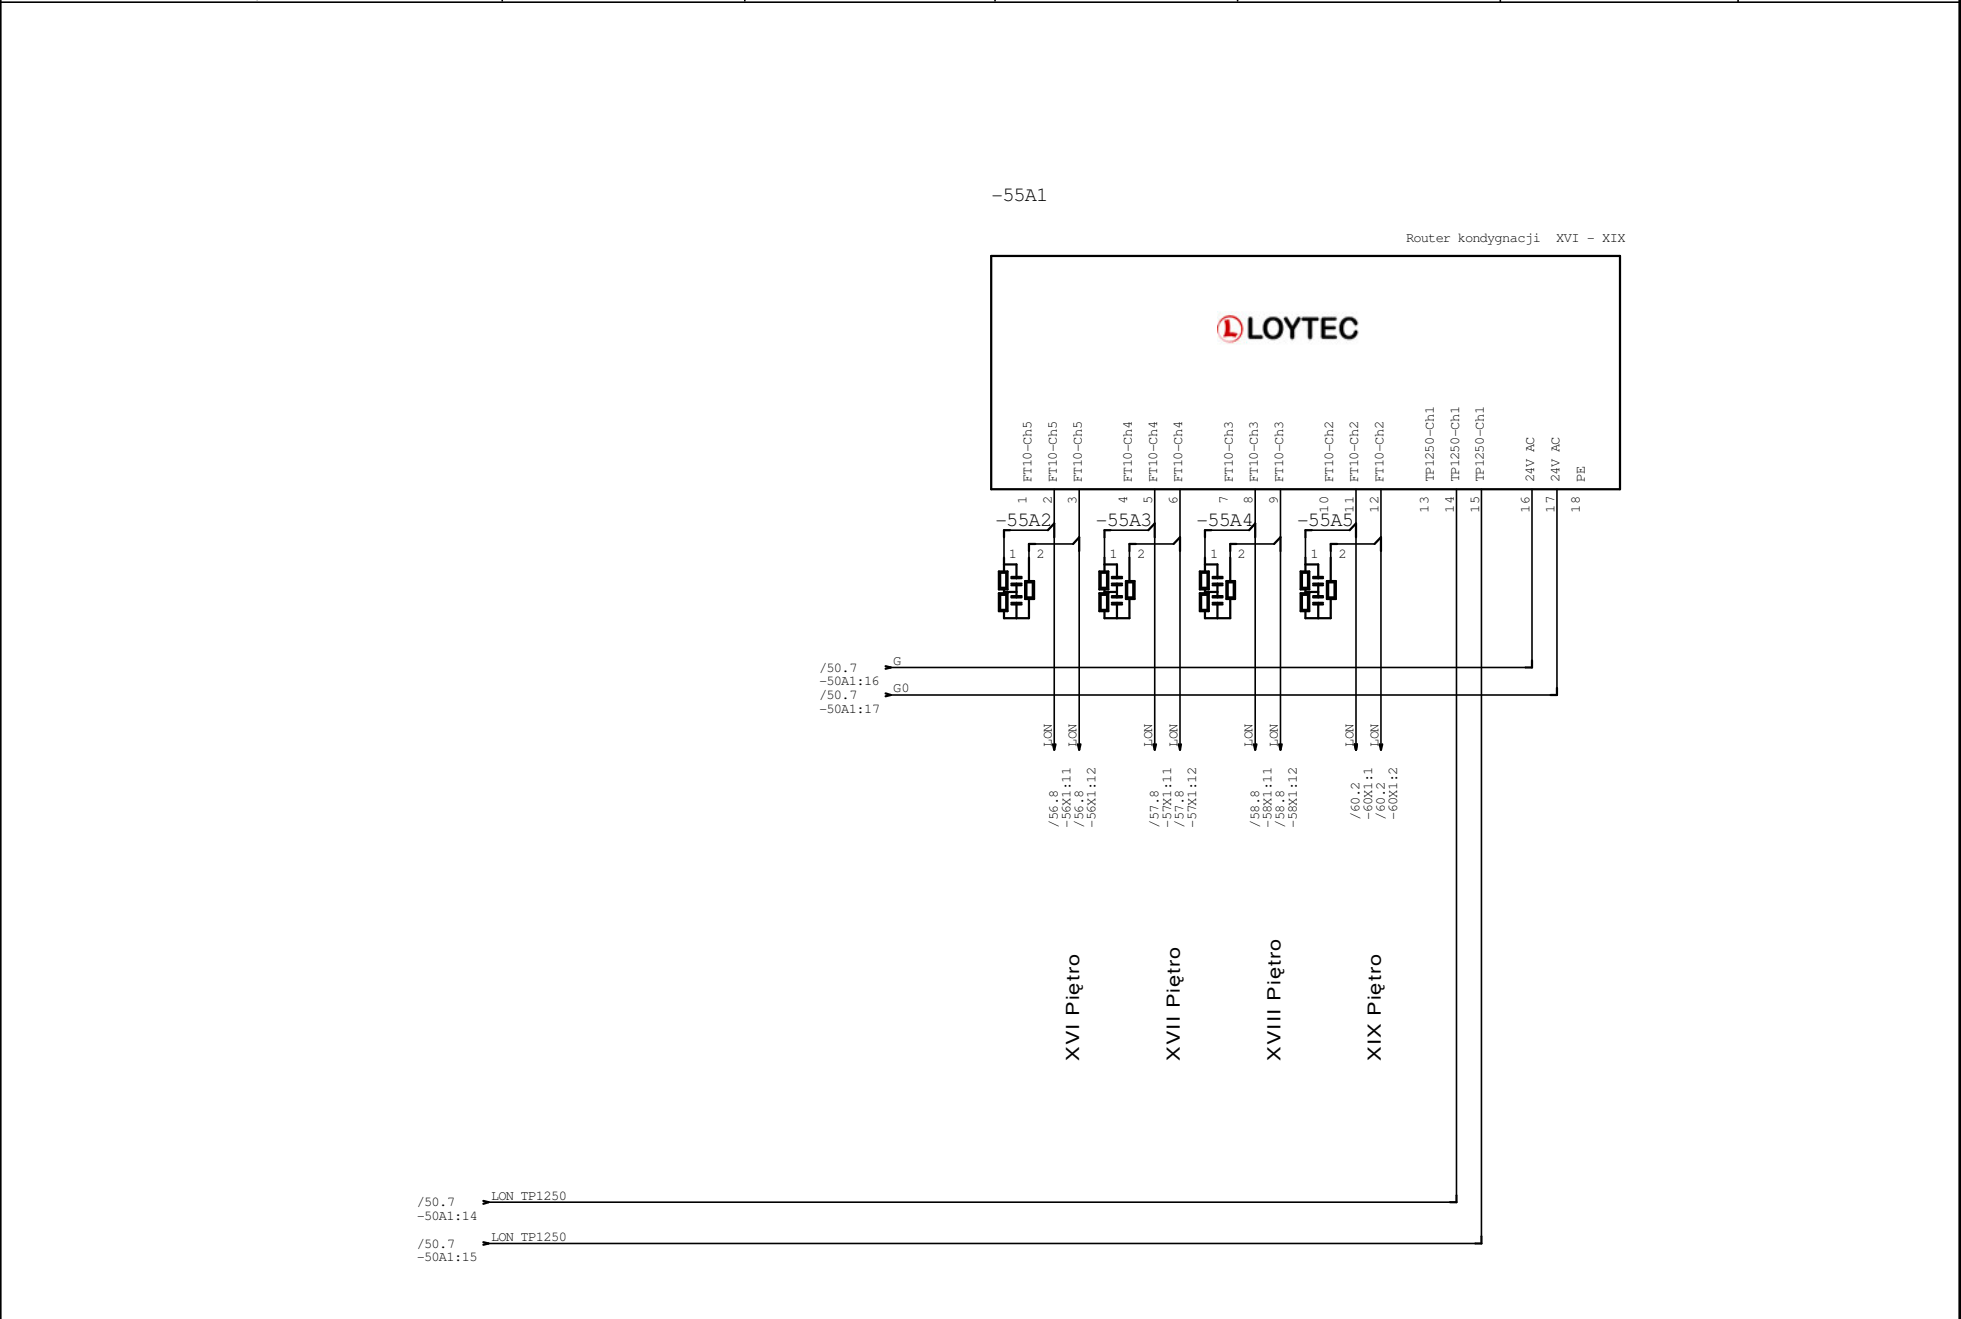 -55A1
Router kondygnacji XVI - XIX
LOYTEC
FT10-Ch5
FT10-Ch5
FT10-Ch5
FT10-Ch4
FT10-Ch4
FT10-Ch4
FT10-Ch3
FT10-Ch3
FT10-Ch3
FT10-Ch2
FT10-Ch2
FT10-Ch2
TP1250-Ch1
TP1250-Ch1
TP1250-Ch1
24V AC
24V AC
PE
1
2
3
4
5
6
7
8
9
10
11
12
13
14
15
16
17
18
-55A2
-55A3
-55A4
-55A5
1 2
1 2
1 2
1 2
/50.7
G
-50A1:16
/50.7
G0
-50A1:17
LON
LON
LON
LON
LON
LON
LON
LON
/56.8
-56X1:11
/56.8
-56X1:12
/57.8
-57X1:11
/57.8
-57X1:12
/58.8
-58X1:11
/58.8
-58X1:12
/60.2
-60X1:1
/60.2
-60X1:2
XVI Piętro
XVII Piętro
XVIII Piętro
XIX Piętro
/50.7
LON TP1250
-50A1:14
/50.7
LON TP1250
-50A1:15